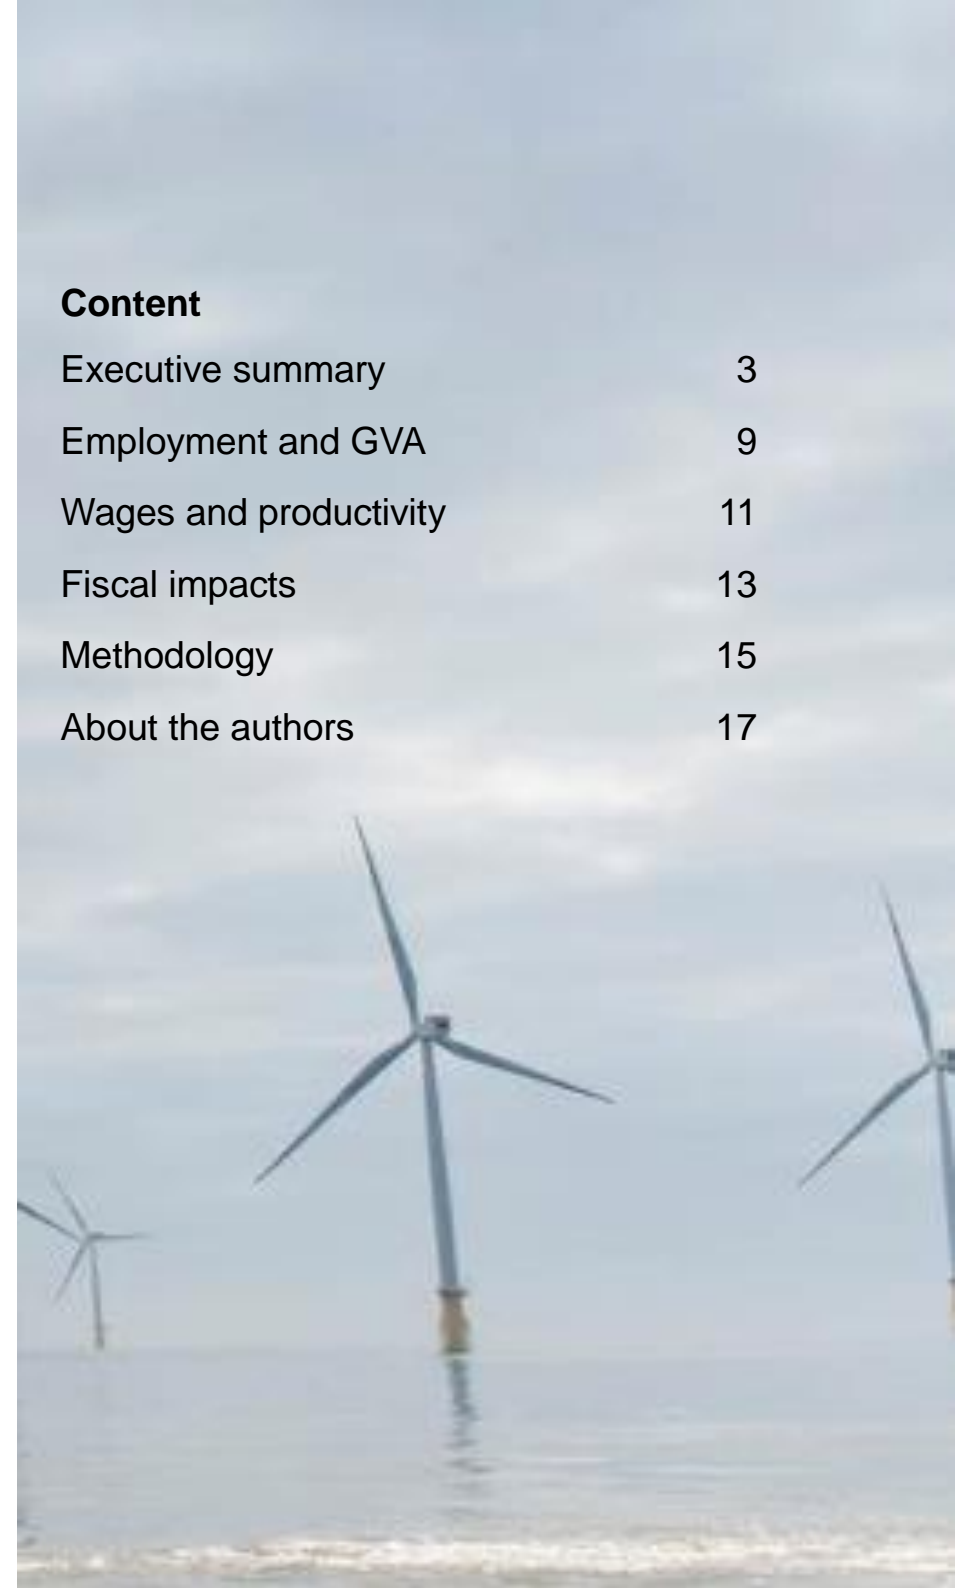 Content
Executive summary 3
Employment and GVA 9
Wages and productivity 11
Fiscal impacts 13
Methodology 15
About the authors 17